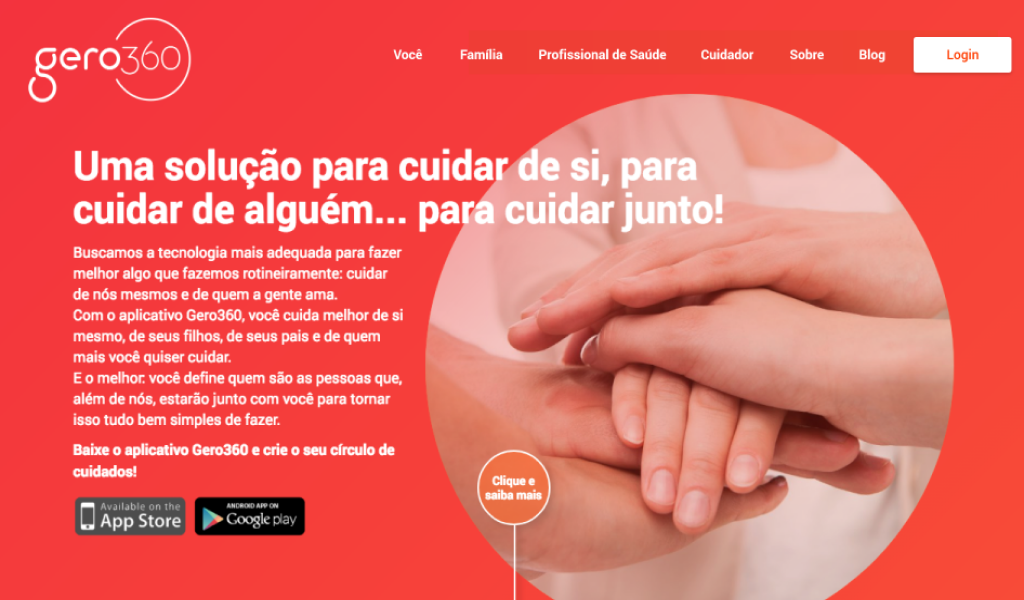 gero360
Você Família Profissional de Saúde Cuidador Sobre Blog Login
Uma solução para cuidar de si, para
cuidar de alguém... para cuidar junto!
Buscamos a tecnologia mais adequada para fazer
melhor algo que fazemos rotineiramente: cuidar
de nós mesmos e de quem a gente ama.
Com o aplicativo Gero360, você cuida melhor de si
mesmo, de seus filhos, de seus pais e de quem
mais você quiser cuidar.
E o melhor: você define quem são as pessoas que,
além de nós, estarão junto com você para tornar
isso tudo bem simples de fazer.
Baixe o aplicativo Gero360 e crie o seu círculo de
cuidados!
Clique e
saiba mais
Available on the
App Store
ANDROID APP ON
Google play